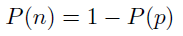 P(n) = 1 − P(p)